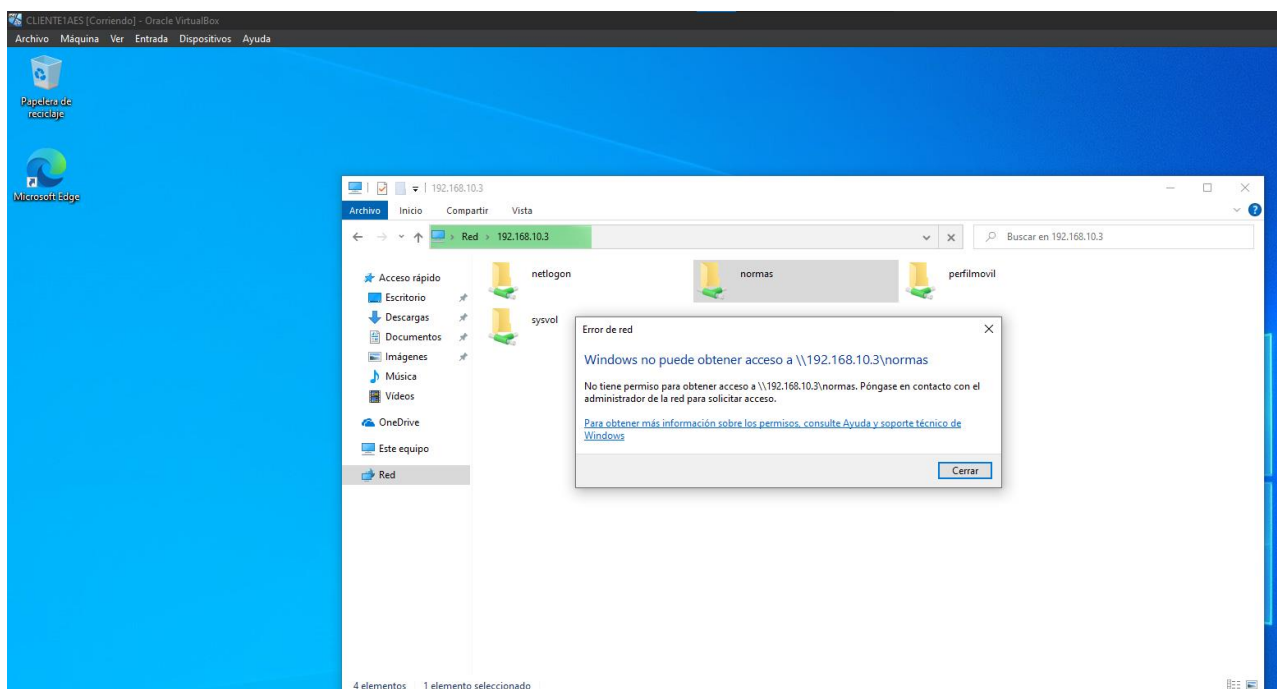 CLIENTE1AES [Corriendo] - Oracle VirtualBox
Archivo Máquina Ver Entrada Dispositivos Ayuda
Papelera de
reciclaje
Microsoft Edge
192.168.10.3
Archivo Inicio Compartir Vista
Red > 192.168.10.3
Buscar en 192.168.10.3
Acceso rápido
Escritorio
Descargas
Documentos
Imágenes
Música
Vídeos
OneDrive
Este equipo
Red
netlogon
normas
perfilmovil
sysvol
Error de red
Windows no puede obtener acceso a \\192.168.10.3\normas
No tiene permiso para obtener acceso a \\192.168.10.3\normas. Póngase en contacto con el
administrador de la red para solicitar acceso.
Para obtener más información sobre los permisos, consulte Ayuda y soporte técnico de
Windows
Cerrar
4 elementos 1 elemento seleccionado